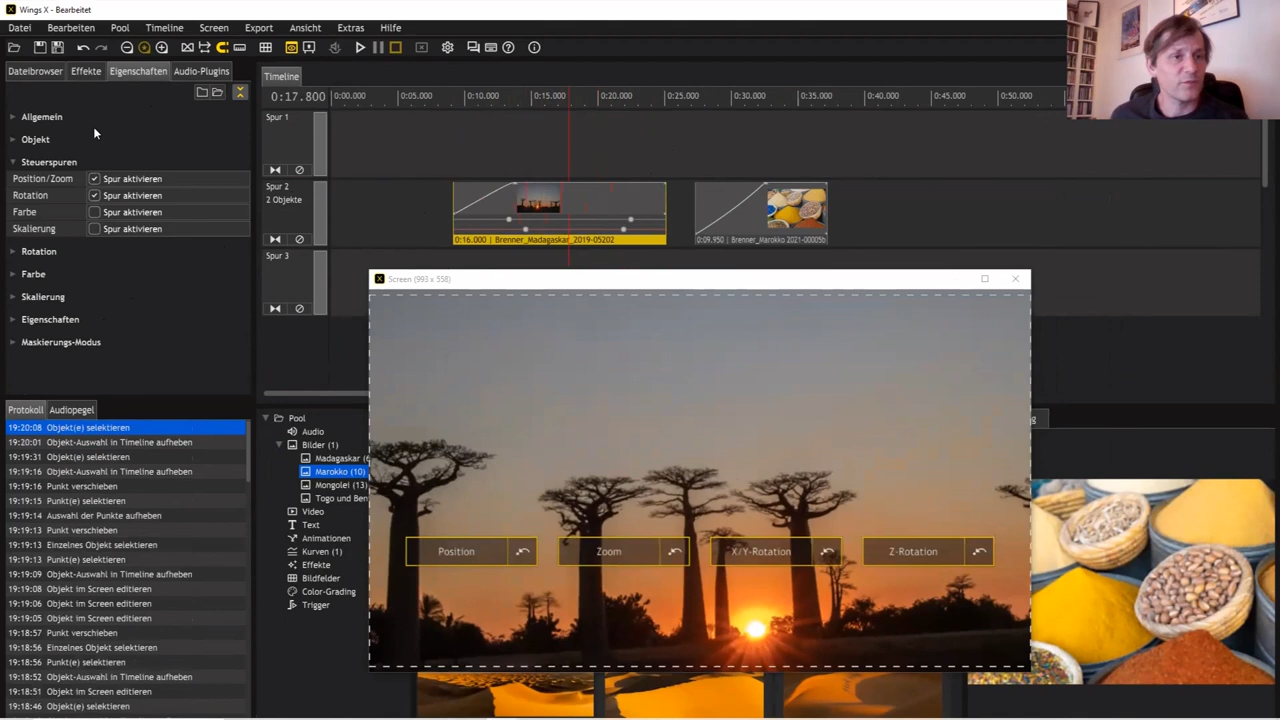 Wings X - Bearbeitet
Datei Bearbeiten Pool Timeline Screen Export Ansicht Extras Hilfe
Dateibrowser Effekte Eigenschaften Audio-Plugins
Allgemein
Objekt
Steuerspuren
Position/Zoom Spur aktivieren
Rotation Spur aktivieren
Farbe Spur aktivieren
Skalierung Spur aktivieren
Rotation
Farbe
Skalierung
Eigenschaften
Maskierungs-Modus
Timeline
0:17.800 0:00.000 0:05.000 0:10.000 0:15.000 0:20.000 0:25.000 0:30.000 0:35.000 0:40.000 0:45.000 0:50.000
Spur 1
Spur 2
2 Objekte
0:16.000 | Brenner_Madagaskar_2019-05202
0:09.950 | Brenner_Marokko 2021-00005b
Spur 3
Screen (993 x 558)
Position Zoom X/Y-Rotation Z-Rotation
Protokoll Audiopegel
19:20:08 Objekt(e) selektieren
19:20:01 Objekt-Auswahl in Timeline aufheben
19:19:31 Objekt(e) selektieren
19:19:16 Objekt-Auswahl in Timeline aufheben
19:19:16 Punkt verschieben
19:19:15 Punkt(e) selektieren
19:19:14 Auswahl der Punkte aufheben
19:19:13 Punkt verschieben
19:19:13 Einzelnes Objekt selektieren
19:19:13 Punkt(e) selektieren
19:19:09 Objekt-Auswahl in Timeline aufheben
19:19:08 Objekt im Screen editieren
19:19:06 Objekt im Screen editieren
19:19:05 Objekt im Screen editieren
19:18:57 Punkt verschieben
19:18:56 Einzelnes Objekt selektieren
19:18:56 Punkt(e) selektieren
19:18:52 Objekt-Auswahl in Timeline aufheben
19:18:51 Objekt im Screen editieren
19:18:46 Objekt(e) selektieren
Pool
Audio
Bilder (1)
Madagaskar
Marokko (10)
Mongolei (13)
Togo und Ben
Video
Text
Animationen
Kurven (1)
Effekte
Bildfelder
Color-Grading
Trigger